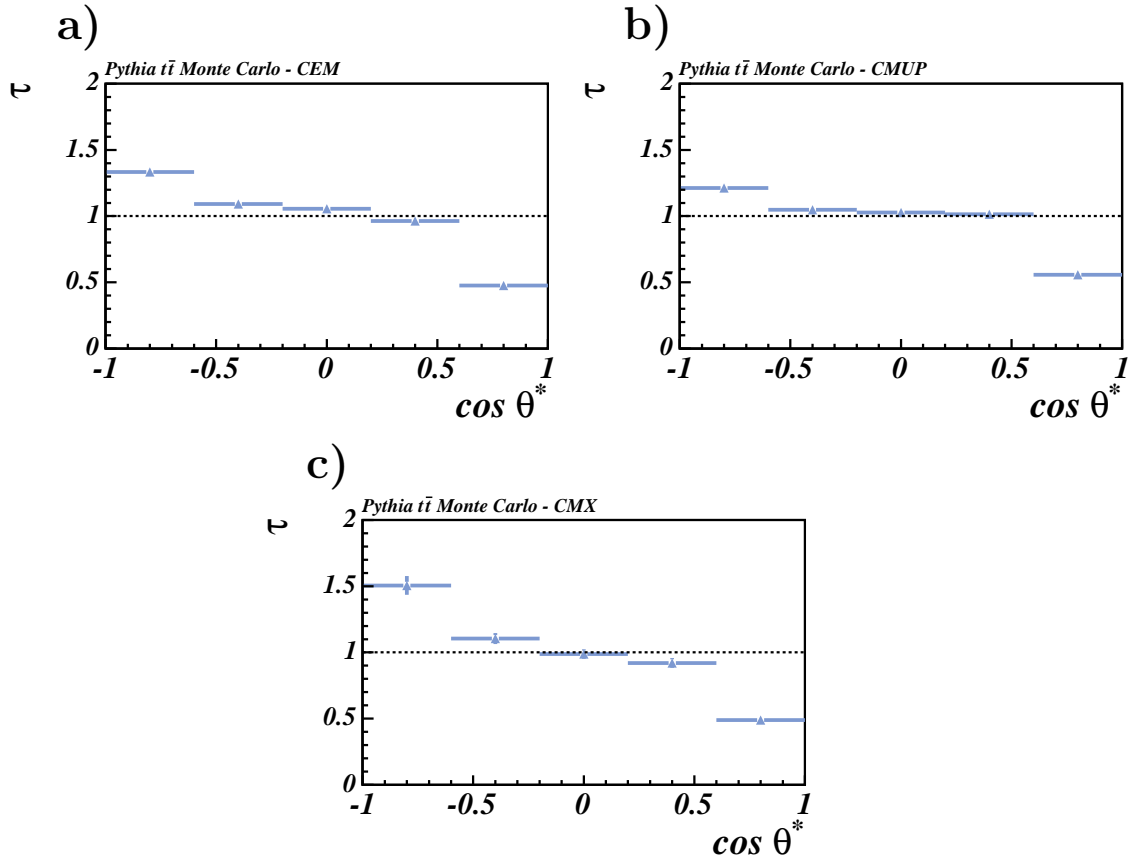 a)
Pythia tt̄ Monte Carlo - CEM
τ
2
1.5
1
0.5
0
-1 -0.5 0 0.5 1
cos θ*
b)
Pythia tt̄ Monte Carlo - CMUP
τ
2
1.5
1
0.5
0
-1 -0.5 0 0.5 1
cos θ*
c)
Pythia tt̄ Monte Carlo - CMX
τ
2
1.5
1
0.5
0
-1 -0.5 0 0.5 1
cos θ*